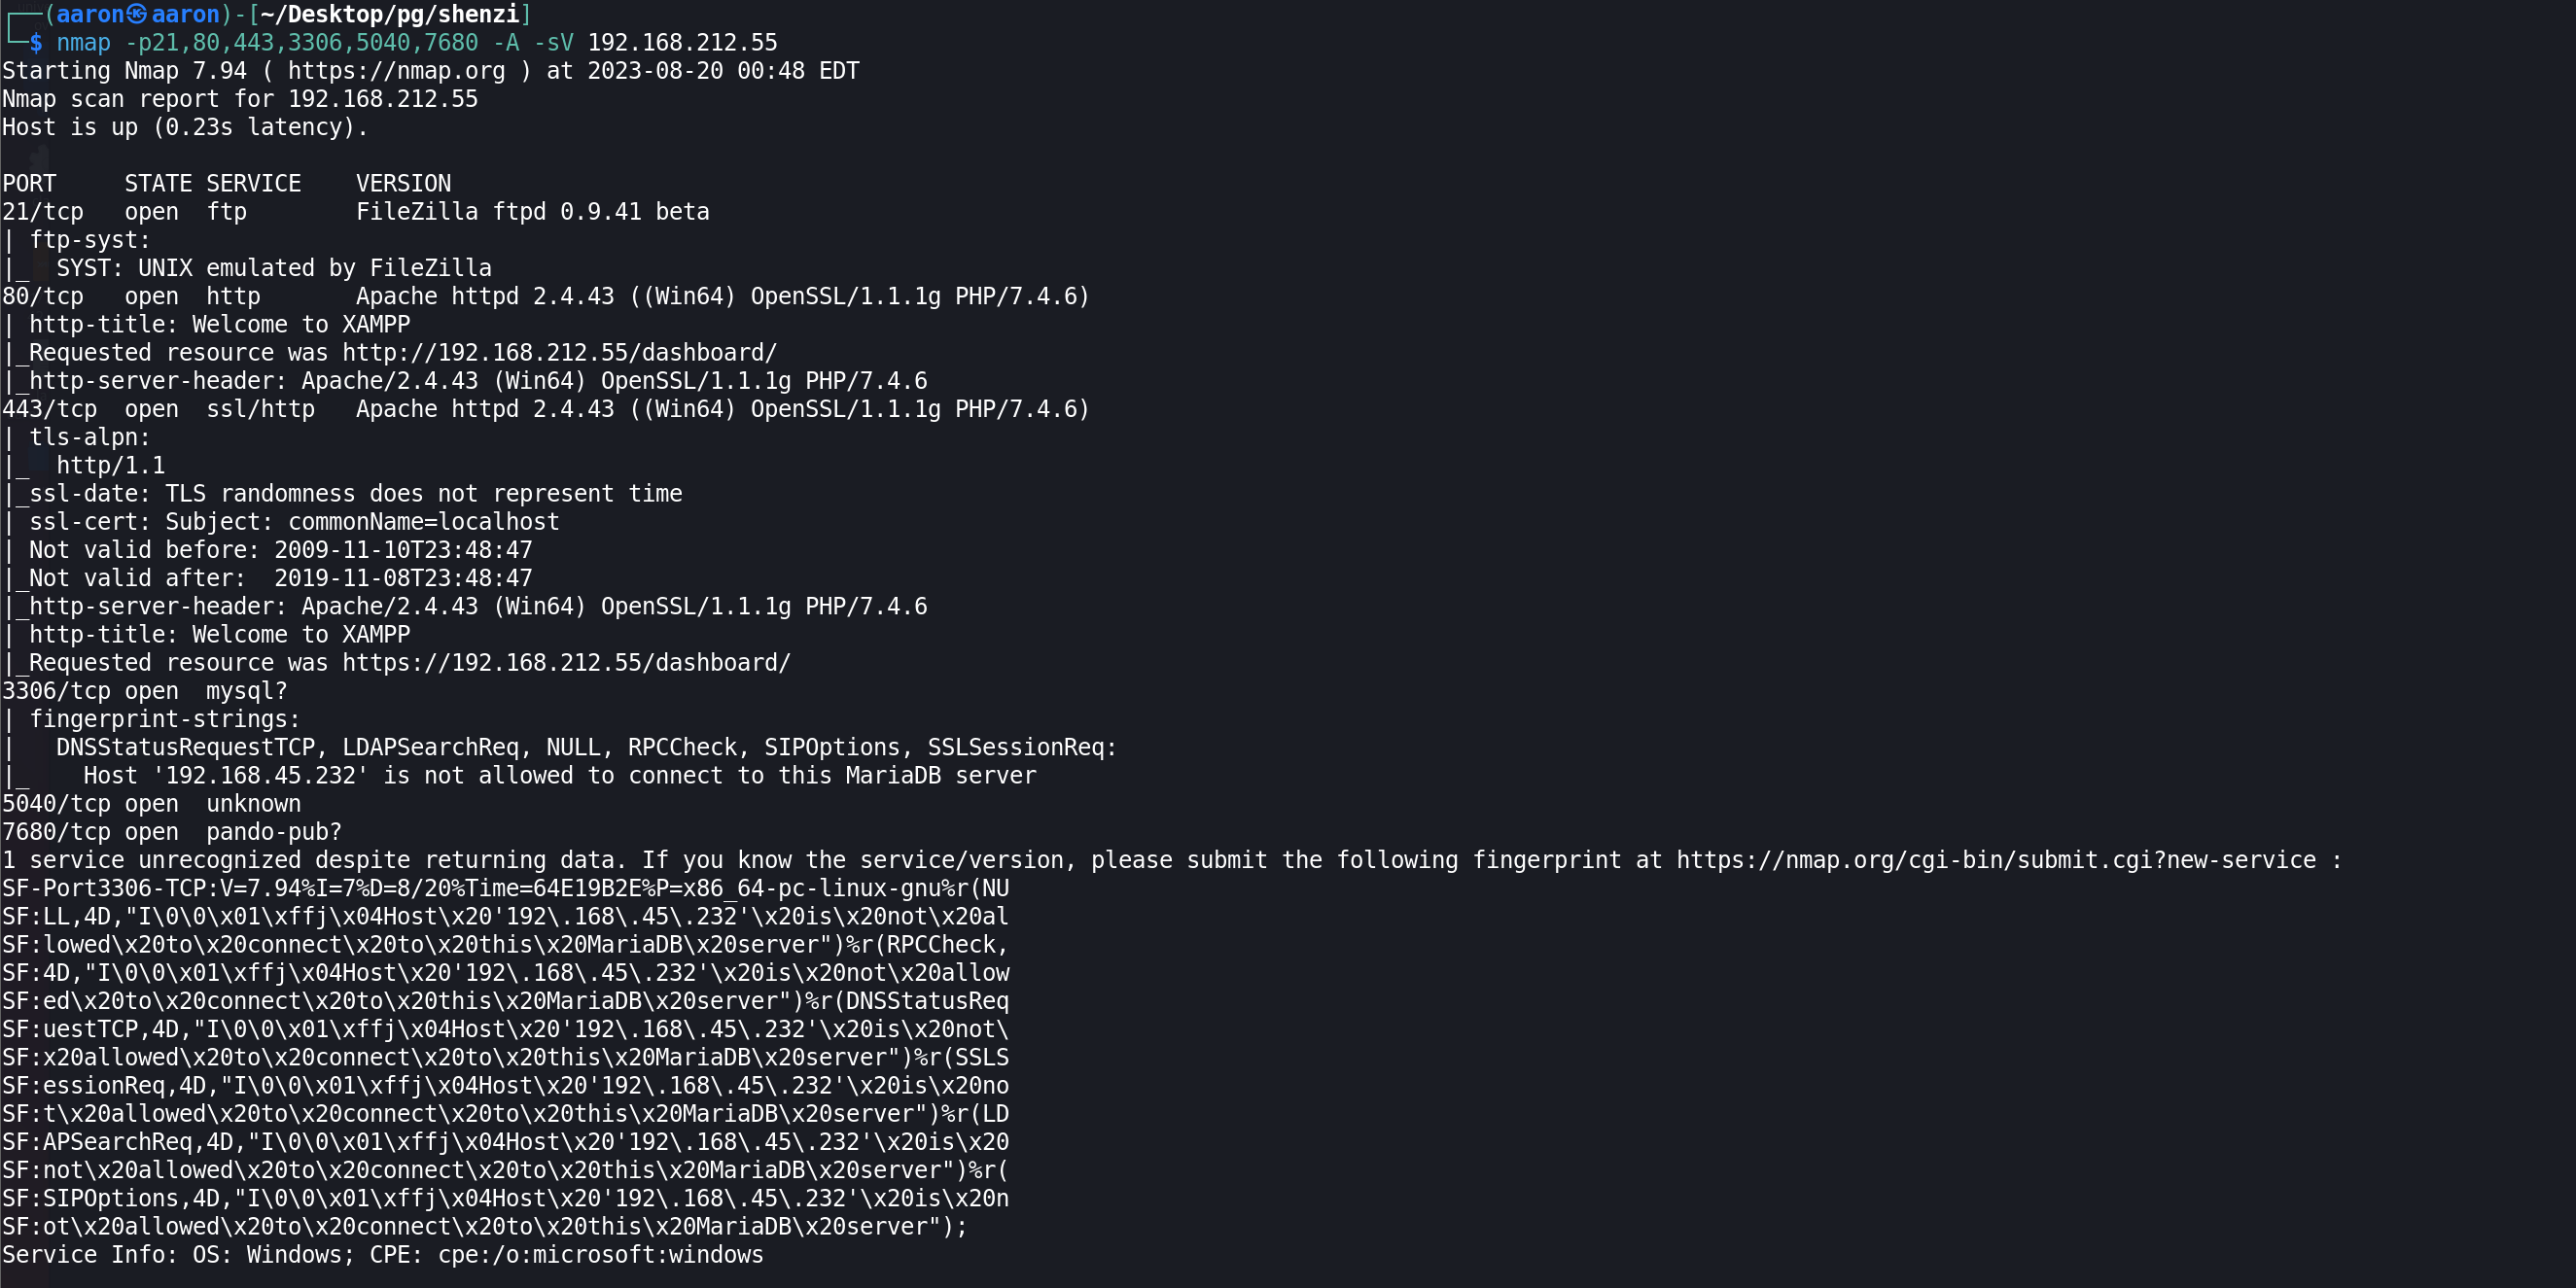 ┌──(aaron㉿aaron)-[~/Desktop/pg/shenzi]
└─$ nmap -p21,80,443,3306,5040,7680 -A -sV 192.168.212.55
Starting Nmap 7.94 ( https://nmap.org ) at 2023-08-20 00:48 EDT
Nmap scan report for 192.168.212.55
Host is up (0.23s latency).

PORT     STATE SERVICE    VERSION
21/tcp   open  ftp        FileZilla ftpd 0.9.41 beta
| ftp-syst:
|_  SYST: UNIX emulated by FileZilla
80/tcp   open  http       Apache httpd 2.4.43 ((Win64) OpenSSL/1.1.1g PHP/7.4.6)
| http-title: Welcome to XAMPP
|_Requested resource was http://192.168.212.55/dashboard/
|_http-server-header: Apache/2.4.43 (Win64) OpenSSL/1.1.1g PHP/7.4.6
443/tcp  open  ssl/http   Apache httpd 2.4.43 ((Win64) OpenSSL/1.1.1g PHP/7.4.6)
| tls-alpn:
|_  http/1.1
|_ssl-date: TLS randomness does not represent time
| ssl-cert: Subject: commonName=localhost
| Not valid before: 2009-11-10T23:48:47
|_Not valid after:  2019-11-08T23:48:47
|_http-server-header: Apache/2.4.43 (Win64) OpenSSL/1.1.1g PHP/7.4.6
| http-title: Welcome to XAMPP
|_Requested resource was https://192.168.212.55/dashboard/
3306/tcp open  mysql?
| fingerprint-strings:
|   DNSStatusRequestTCP, LDAPSearchReq, NULL, RPCCheck, SIPOptions, SSLSessionReq:
|_    Host '192.168.45.232' is not allowed to connect to this MariaDB server
5040/tcp open  unknown
7680/tcp open  pando-pub?
1 service unrecognized despite returning data. If you know the service/version, please submit the following fingerprint at https://nmap.org/cgi-bin/submit.cgi?new-service :
SF-Port3306-TCP:V=7.94%I=7%D=8/20%Time=64E19B2E%P=x86_64-pc-linux-gnu%r(NU
SF:LL,4D,"I\0\0\x01\xffj\x04Host\x20'192\.168\.45\.232'\x20is\x20not\x20al
SF:lowed\x20to\x20connect\x20to\x20this\x20MariaDB\x20server")%r(RPCCheck,
SF:4D,"I\0\0\x01\xffj\x04Host\x20'192\.168\.45\.232'\x20is\x20not\x20allow
SF:ed\x20to\x20connect\x20to\x20this\x20MariaDB\x20server")%r(DNSStatusReq
SF:uestTCP,4D,"I\0\0\x01\xffj\x04Host\x20'192\.168\.45\.232'\x20is\x20not\
SF:x20allowed\x20to\x20connect\x20to\x20this\x20MariaDB\x20server")%r(SSLS
SF:essionReq,4D,"I\0\0\x01\xffj\x04Host\x20'192\.168\.45\.232'\x20is\x20no
SF:t\x20allowed\x20to\x20connect\x20to\x20this\x20MariaDB\x20server")%r(LD
SF:APSearchReq,4D,"I\0\0\x01\xffj\x04Host\x20'192\.168\.45\.232'\x20is\x20
SF:not\x20allowed\x20to\x20connect\x20to\x20this\x20MariaDB\x20server")%r(
SF:SIPOptions,4D,"I\0\0\x01\xffj\x04Host\x20'192\.168\.45\.232'\x20is\x20n
SF:ot\x20allowed\x20to\x20connect\x20to\x20this\x20MariaDB\x20server");
Service Info: OS: Windows; CPE: cpe:/o:microsoft:windows